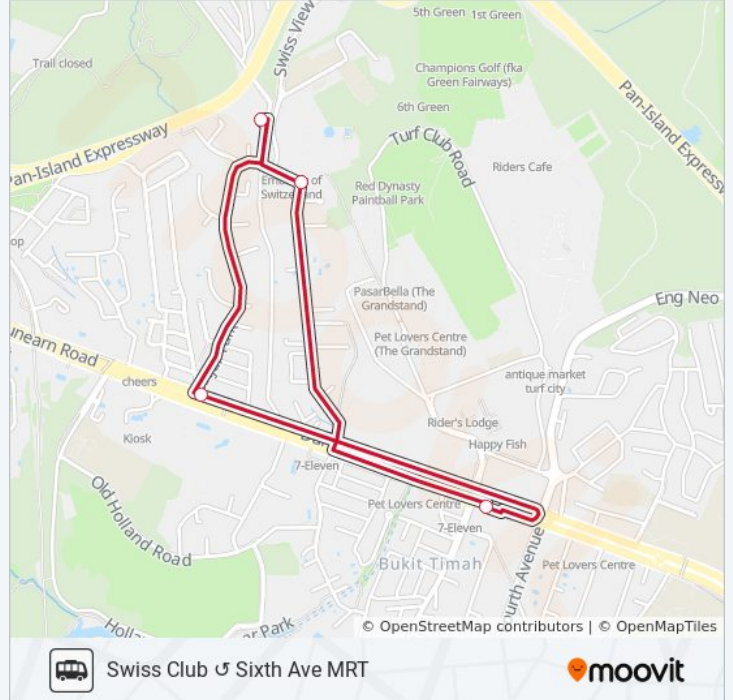 5th Green
1st Green
Swiss View
Trail closed
Champions Golf (fka
Green Fairways)
Pan-Island Expressw
6th Green
Turf Club
Road
Pan-Island Expressway
Riders Cafe
Embassy of
Switzerland
Red Dynasty
Paintball Park
op
PasarBella (The
Grandstand)
Eng Neo
unearn Road
Pet Lovers Centre
(The Grandstand)
antique market
turf city
cheers
Rider's Lodge
Kiosk
Happy Fish
7-Eleven
Old Holland Road
Pet Lovers Centre
7-Eleven
Bukit Timah
ourth Avenue
Pet Lovers Centre
Holla
er Park
© OpenStreetMap contributors | © OpenMapTiles
Swiss Club ↺ Sixth Ave MRT
moovit